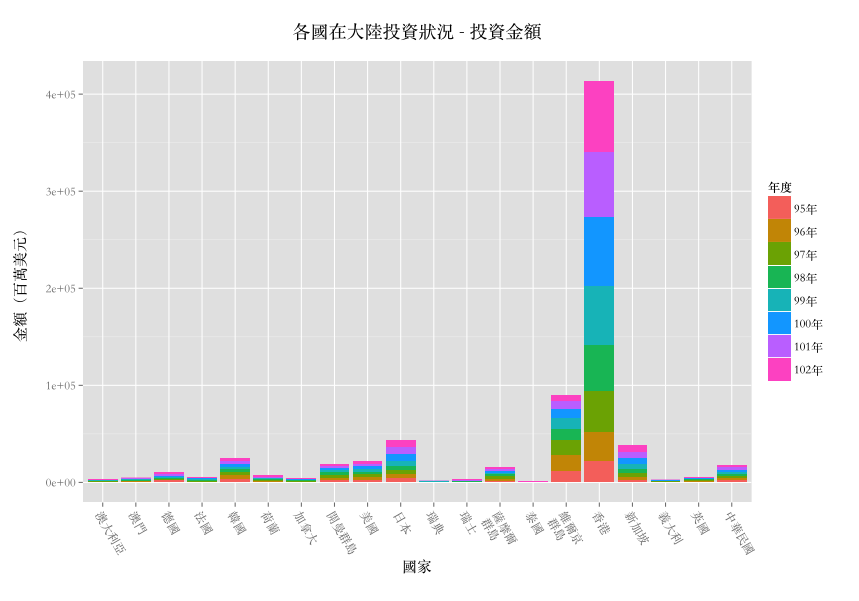 各國在大陸投資狀況 - 投資金額
金額（百萬美元）
4e+05
3e+05
2e+05
1e+05
0e+00
澳大利亞
澳門
德國
法國
韓國
荷蘭
加拿大
開曼群島
美國
日本
瑞典
瑞士
薩摩爾
群島
泰國
維爾京
群島
香港
新加坡
義大利
英國
中華民國
國家
年度
95年
96年
97年
98年
99年
100年
101年
102年